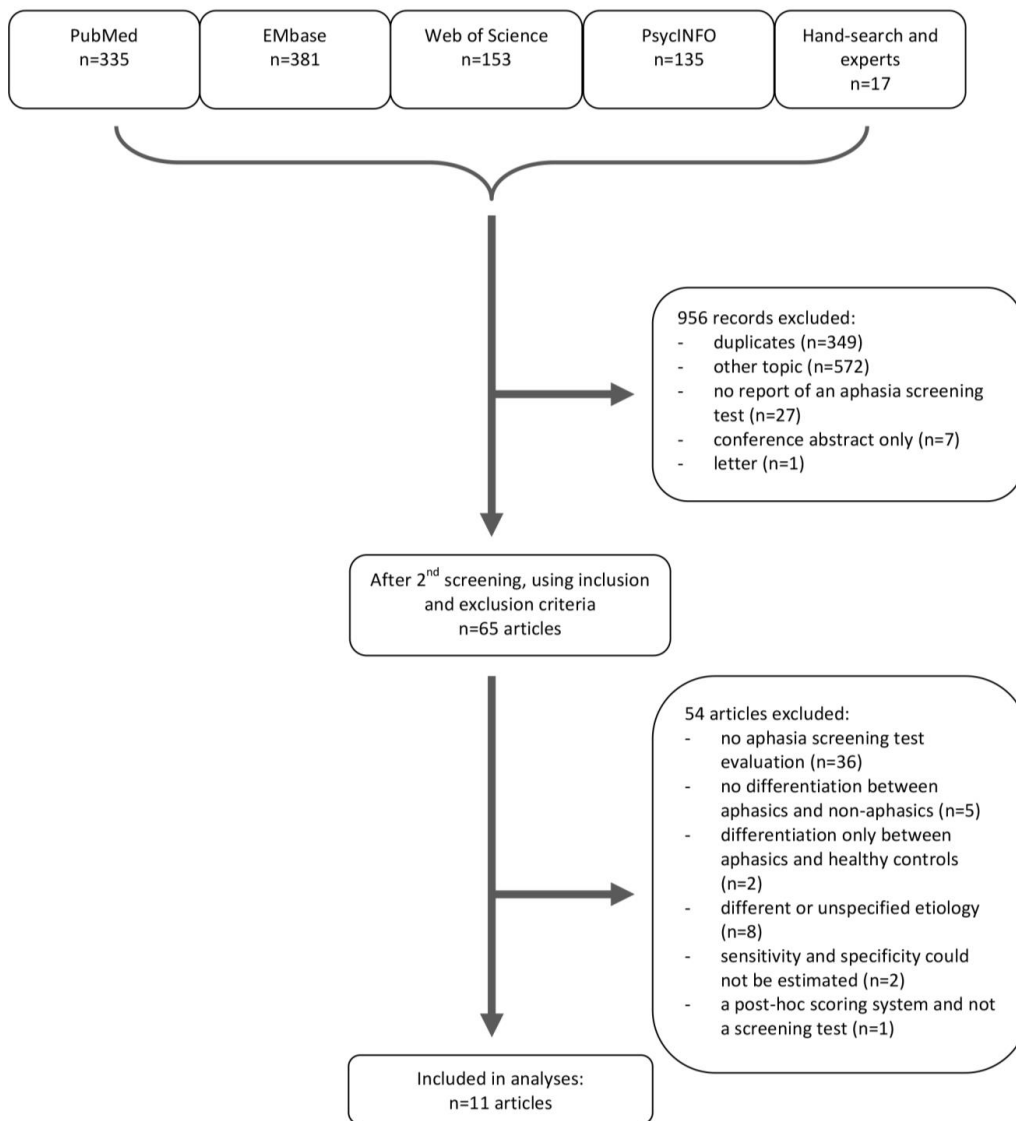 PubMed
n=335
EMbase
n=381
Web of Science
n=153
PsycINFO
n=135
Hand-search and
experts
n=17
956 records excluded:
- duplicates (n=349)
- other topic (n=572)
- no report of an aphasia screening
test (n=27)
- conference abstract only (n=7)
- letter (n=1)
After 2nd screening, using inclusion
and exclusion criteria
n=65 articles
54 articles excluded:
- no aphasia screening test
evaluation (n=36)
- no differentiation between
aphasics and non-aphasics (n=5)
- differentiation only between
aphasics and healthy controls
(n=2)
- different or unspecified etiology
(n=8)
- sensitivity and specificity could
not be estimated (n=2)
- a post-hoc scoring system and not
a screening test (n=1)
Included in analyses:
n=11 articles